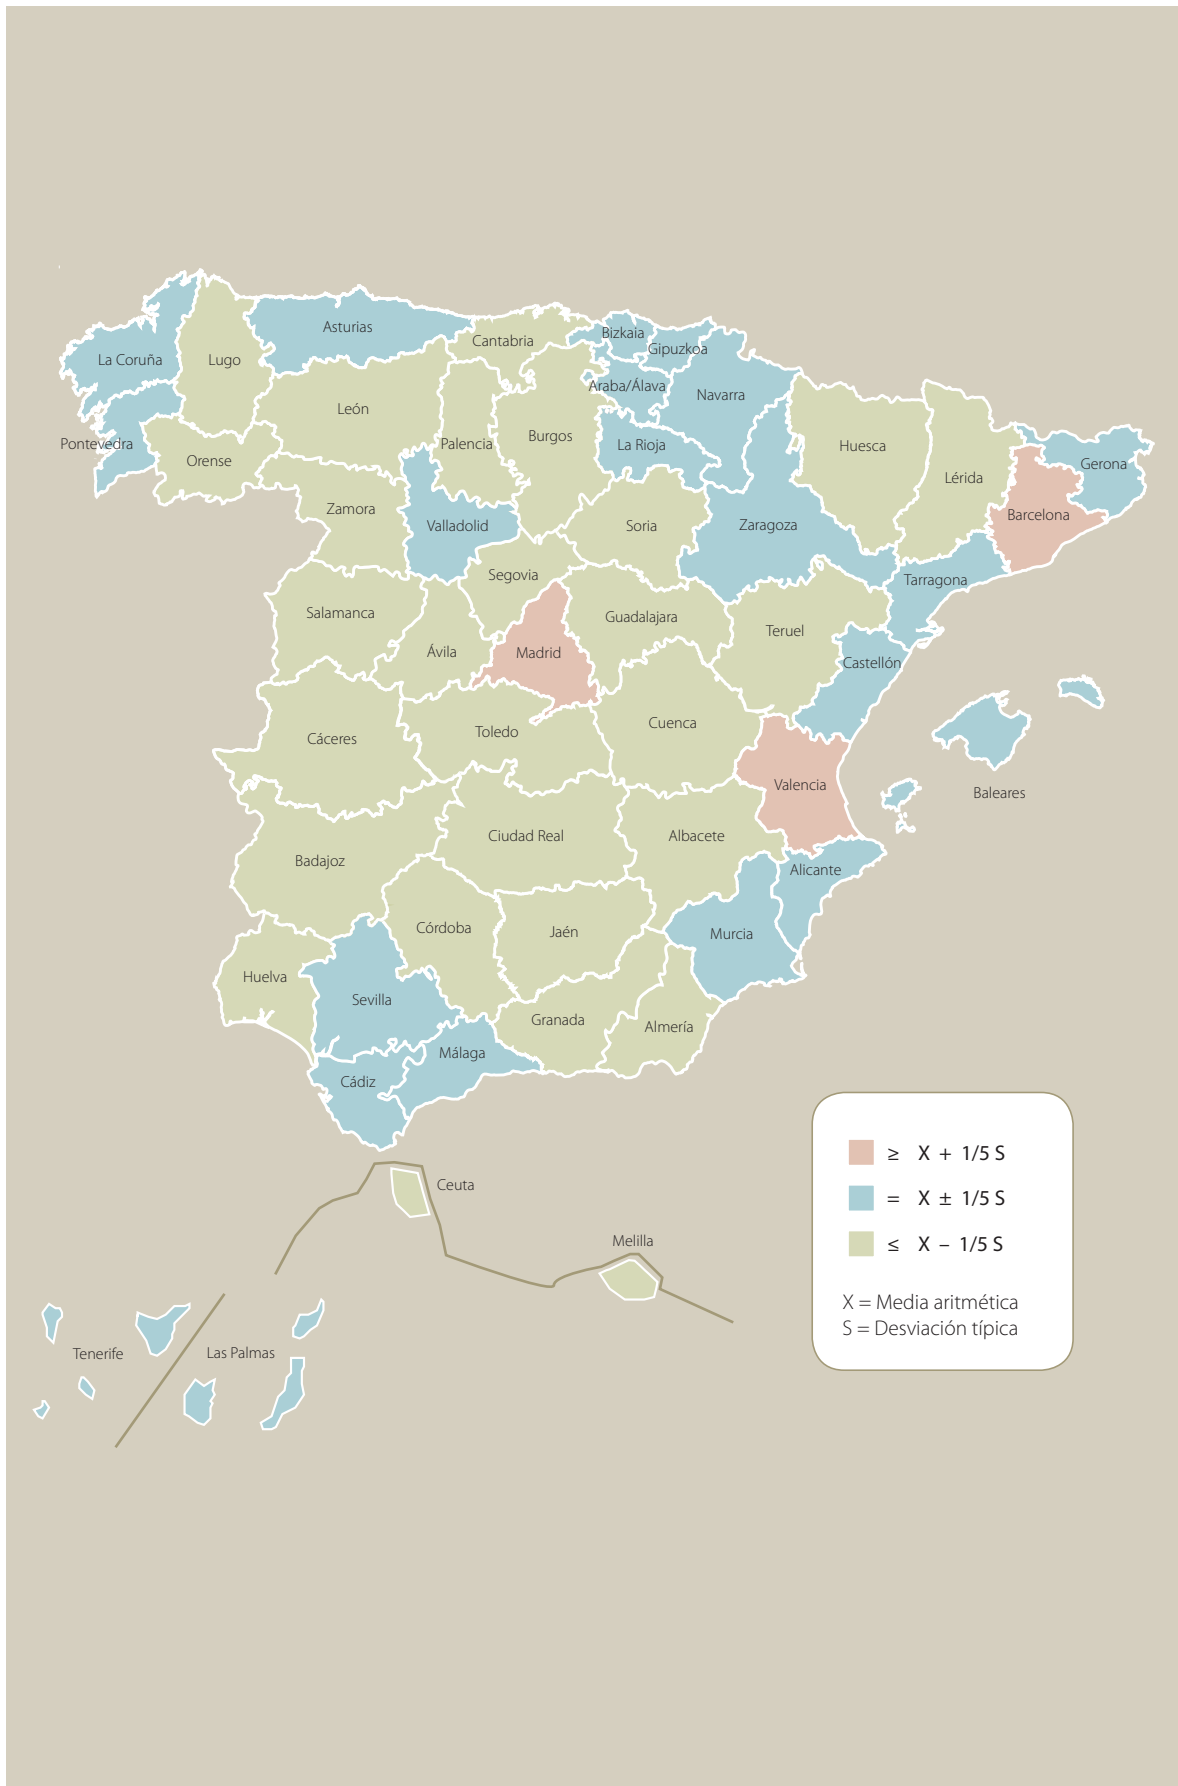 Asturias
Cantabria
Bizkaia
Gipuzkoa
La Coruña
Lugo
Araba/Álava
Navarra
León
Pontevedra
Palencia
Burgos
La Rioja
Huesca
Orense
Lérida
Gerona
Zamora
Valladolid
Soria
Zaragoza
Barcelona
Segovia
Tarragona
Salamanca
Guadalajara
Teruel
Ávila
Madrid
Castellón
Cáceres
Toledo
Cuenca
Valencia
Baleares
Ciudad Real
Albacete
Badajoz
Alicante
Córdoba
Jaén
Murcia
Huelva
Sevilla
Granada
Almería
Málaga
Cádiz
≥ X + 1/5 S
= X ± 1/5 S
≤ X – 1/5 S
X = Media aritmética
S = Desviación típica
Ceuta
Melilla
Tenerife
Las Palmas